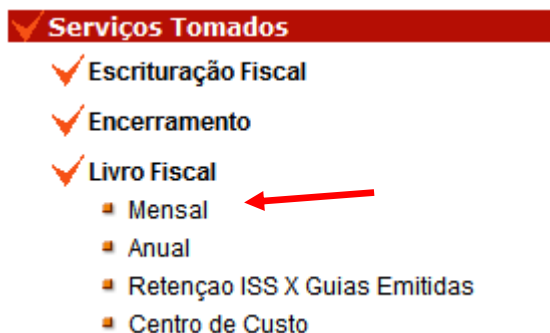 Serviços Tomados
Escrituração Fiscal
Encerramento
Livro Fiscal
Mensal
Anual
Retençao ISS X Guias Emitidas
Centro de Custo